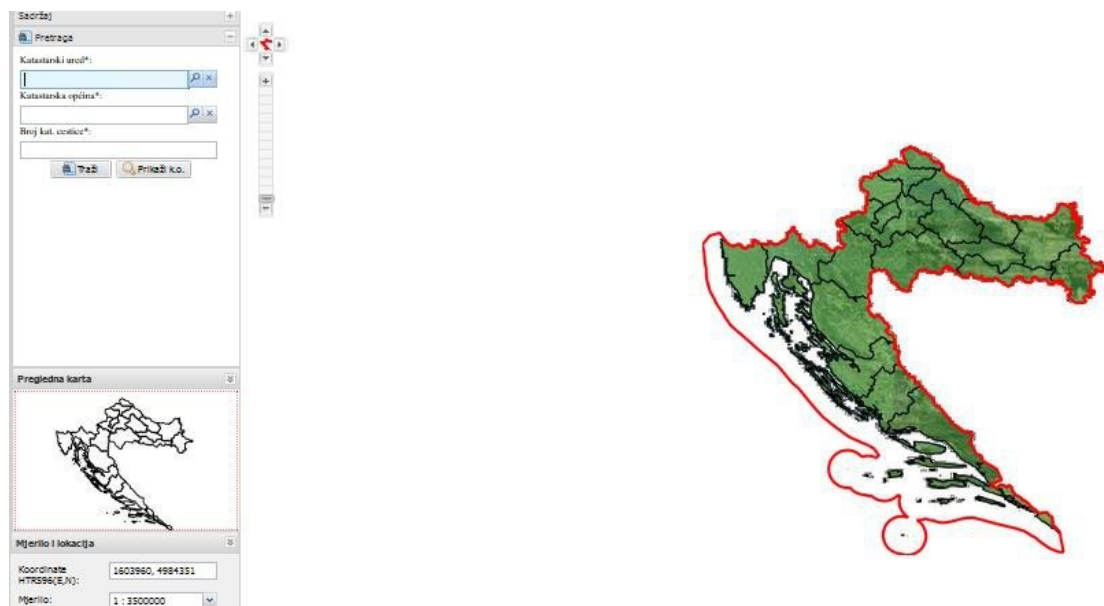 Sadržaj
Pretraga
Katastarski ured*:
Katastarska općina*:
Broj kat. čestice*:
Traži Prikaži k.o.
Pregledna karta
Mjerilo i lokacija
Koordinate 1603960, 4984351
HTRS96(E,N):
Mjerilo: 1 : 3500000